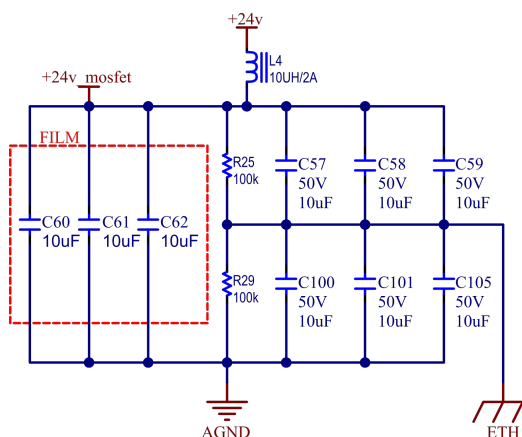 +24v
L4
10UH/2A
+24v_mosfet
FILM
R25
100k
C57
50V
10uF
C58
50V
10uF
C59
50V
10uF
C60
10uF
C61
10uF
C62
10uF
R29
100k
C100
50V
10uF
C101
50V
10uF
C105
50V
10uF
AGND
ETH